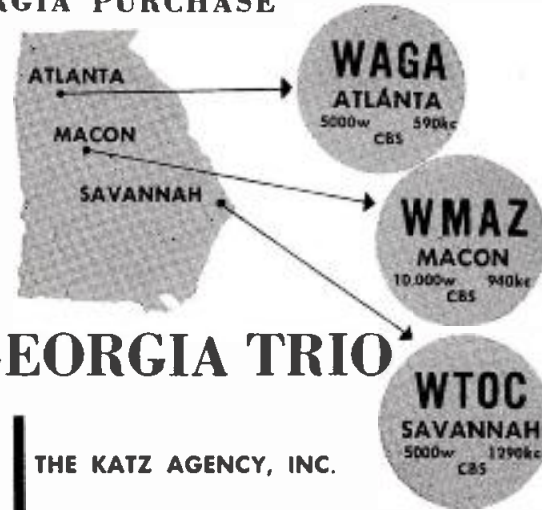 RGIA PURCHASE
ATLANTA
MACON
SAVANNAH
WAGA
ATLANTA
5000w 590kc
CBS
WMAZ
MACON
10,000w 940kc
CBS
EORGIA TRIO
WTOC
SAVANNAH
5000w 1290kc
CBS
THE KATZ AGENCY, INC.